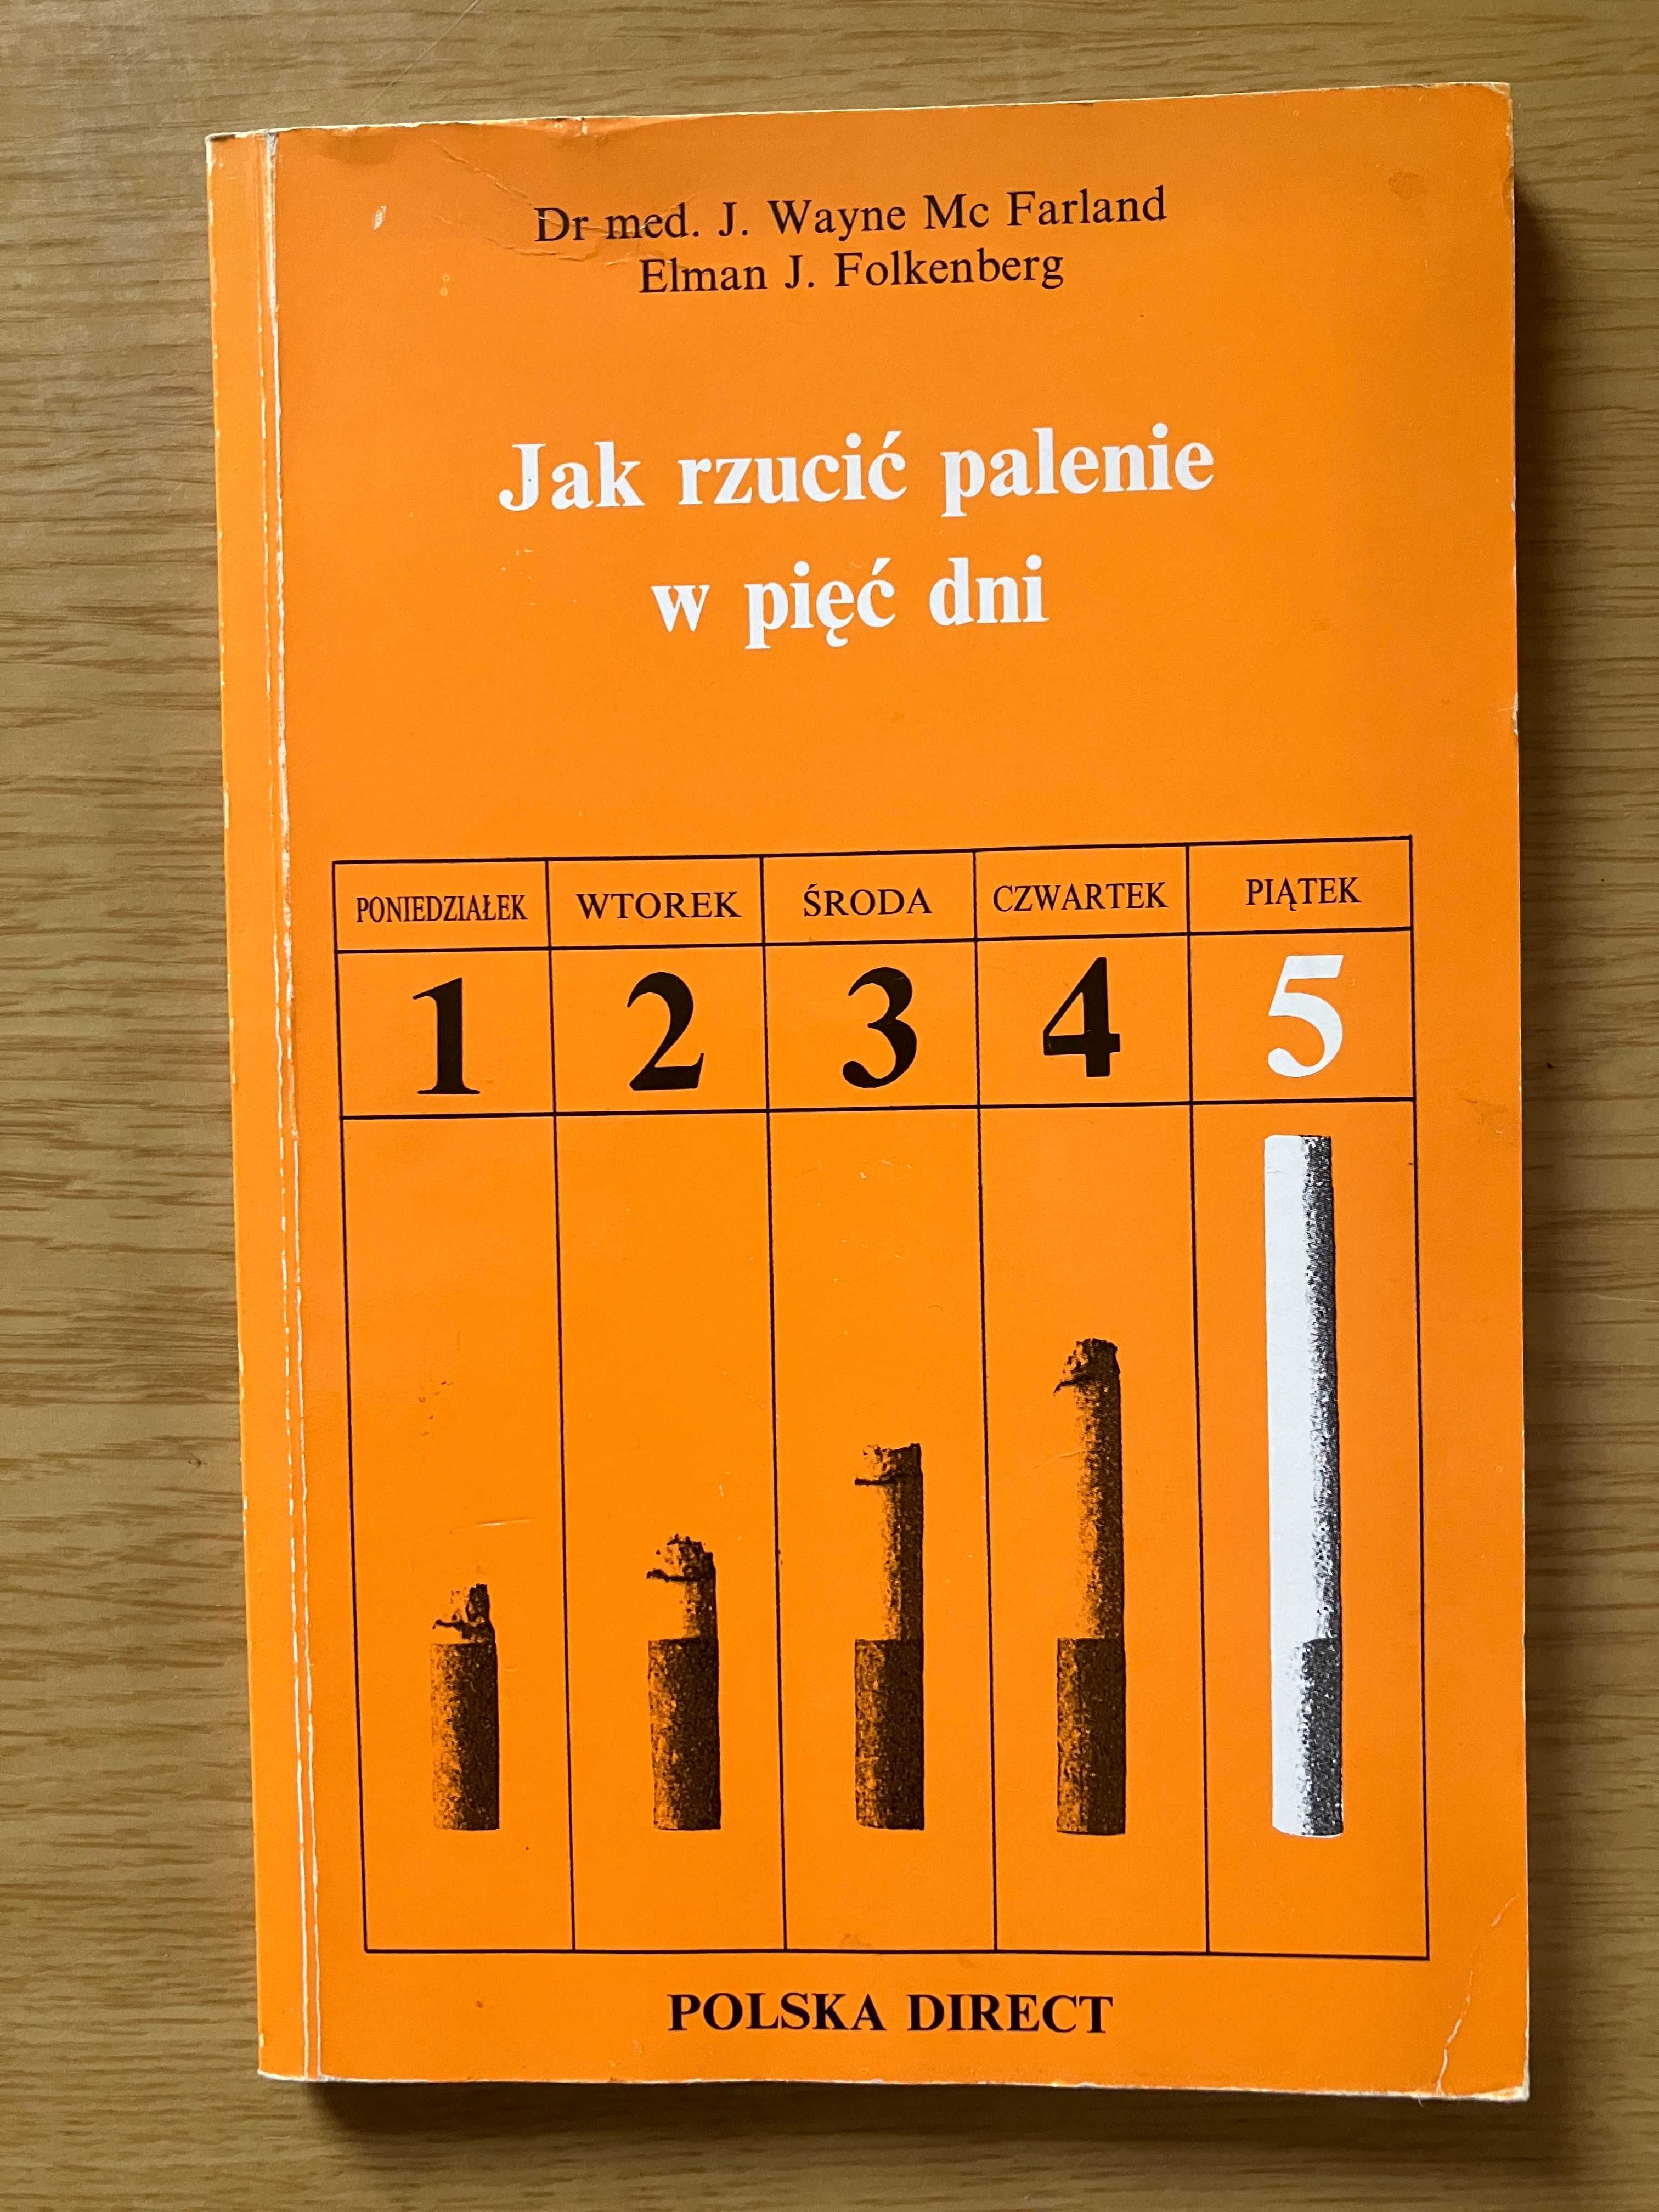 Dr med. J. Wayne Mc Farland
Elman J. Folkenberg
Jak rzucić palenie
w pięć dni
PONIEDZIAŁEK WTOREK ŚRODA CZWARTEK PIĄTEK
1 2 3 4 5
POLSKA DIRECT